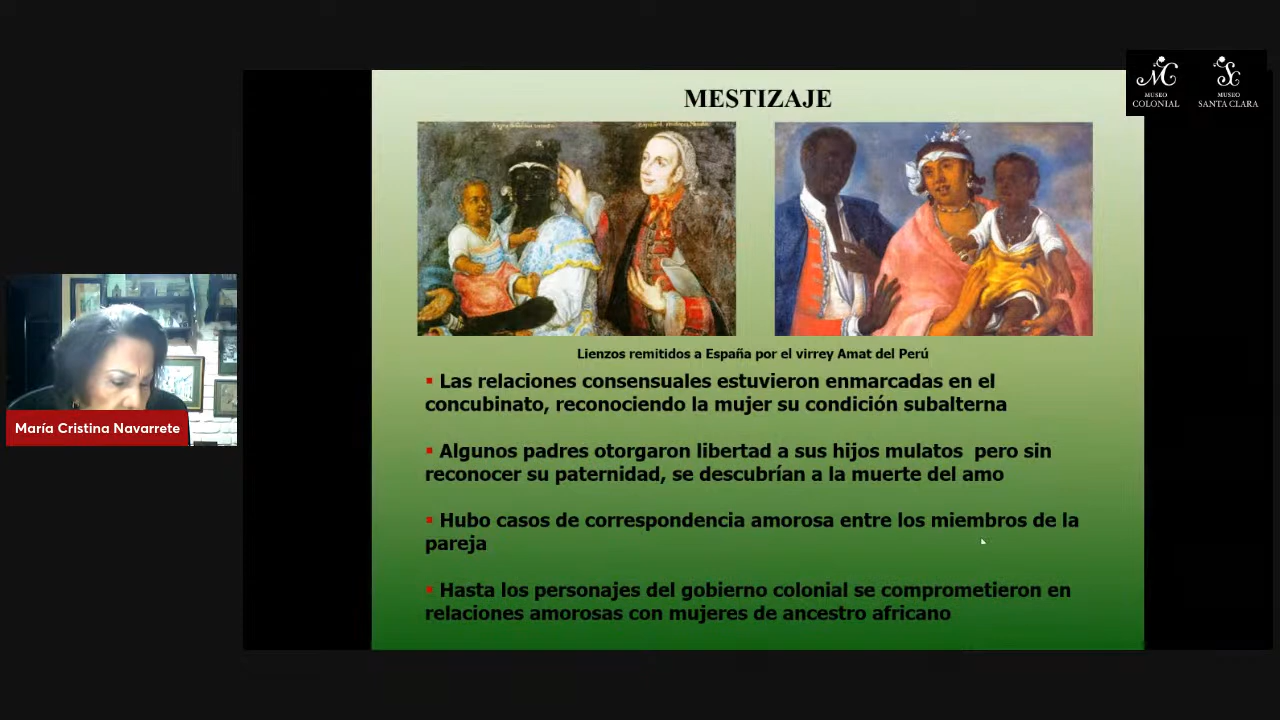 MESTIZAJE
MUSEO
COLONIAL
MUSEO
SANTA CLARA
Lienzos remitidos a España por el virrey Amat del Perú
▪ Las relaciones consensuales estuvieron enmarcadas en el
concubinato, reconociendo la mujer su condición subalterna
▪ Algunos padres otorgaron libertad a sus hijos mulatos pero sin
reconocer su paternidad, se descubrían a la muerte del amo
▪ Hubo casos de correspondencia amorosa entre los miembros de la
pareja
▪ Hasta los personajes del gobierno colonial se comprometieron en
relaciones amorosas con mujeres de ancestro africano
María Cristina Navarrete